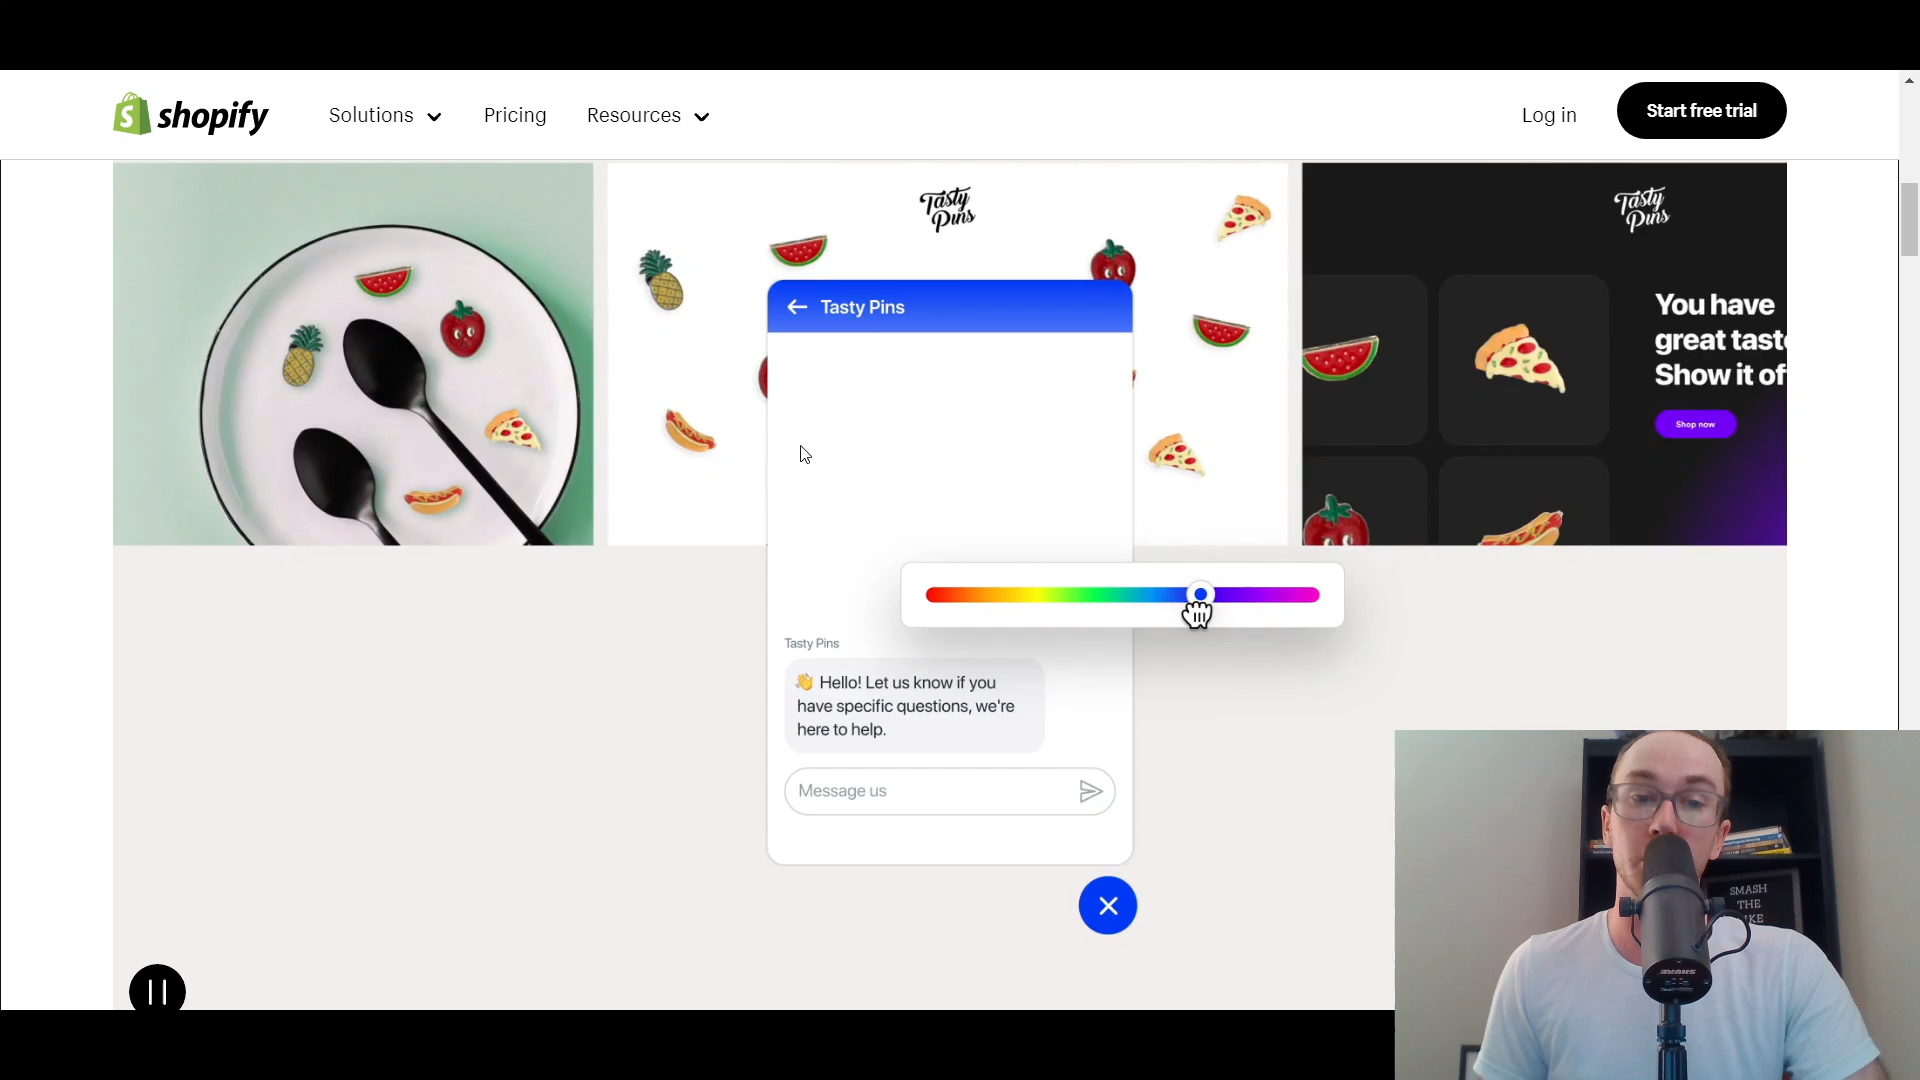 shopify
Solutions
Pricing
Resources
Log in
Start free trial
Tasty
Pins
Tasty
Pins
You have
great taste
Show it of
Shop now
Tasty Pins
Tasty Pins
👋 Hello! Let us know if you
have specific questions, we're
here to help.
Message us
SMASH
THE
SHURE